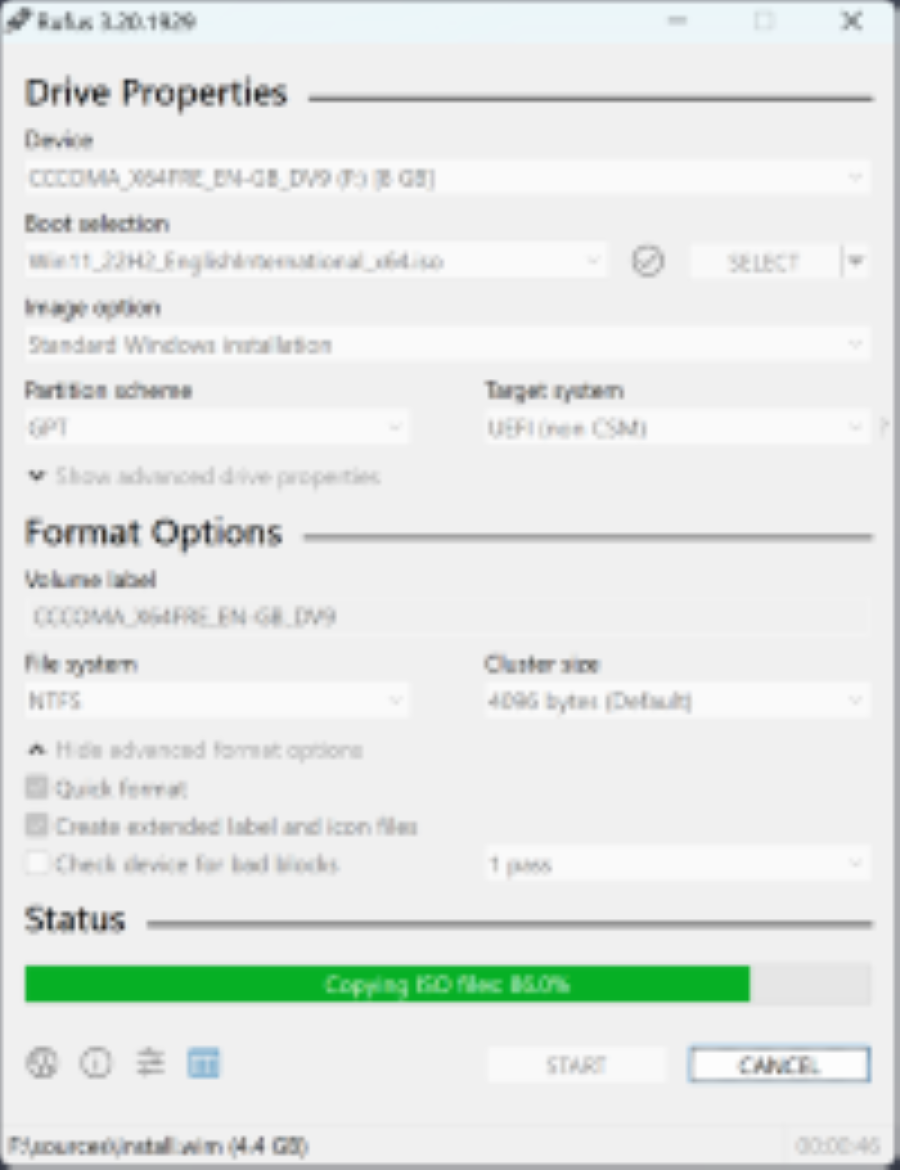 Rufus 3.20.1929
Drive Properties
Device
CCCOMA_X64FRE_EN-GB_DV9 (F:) [8 GB]
Boot selection
Win11_22H2_EnglishInternational_x64.iso
SELECT
Image option
Standard Windows installation
Partition scheme
Target system
GPT
UEFI (non CSM)
?
Show advanced drive properties
Format Options
Volume label
CCCOMA_X64FRE_EN-GB_DV9
File system
Cluster size
NTFS
4096 bytes (Default)
Hide advanced format options
Quick format
Create extended label and icon files
Check device for bad blocks
1 pass
Status
Copying ISO files: 86.0%
START
CANCEL
F:\sources\install.wim (4.4 GB)
00:00:46